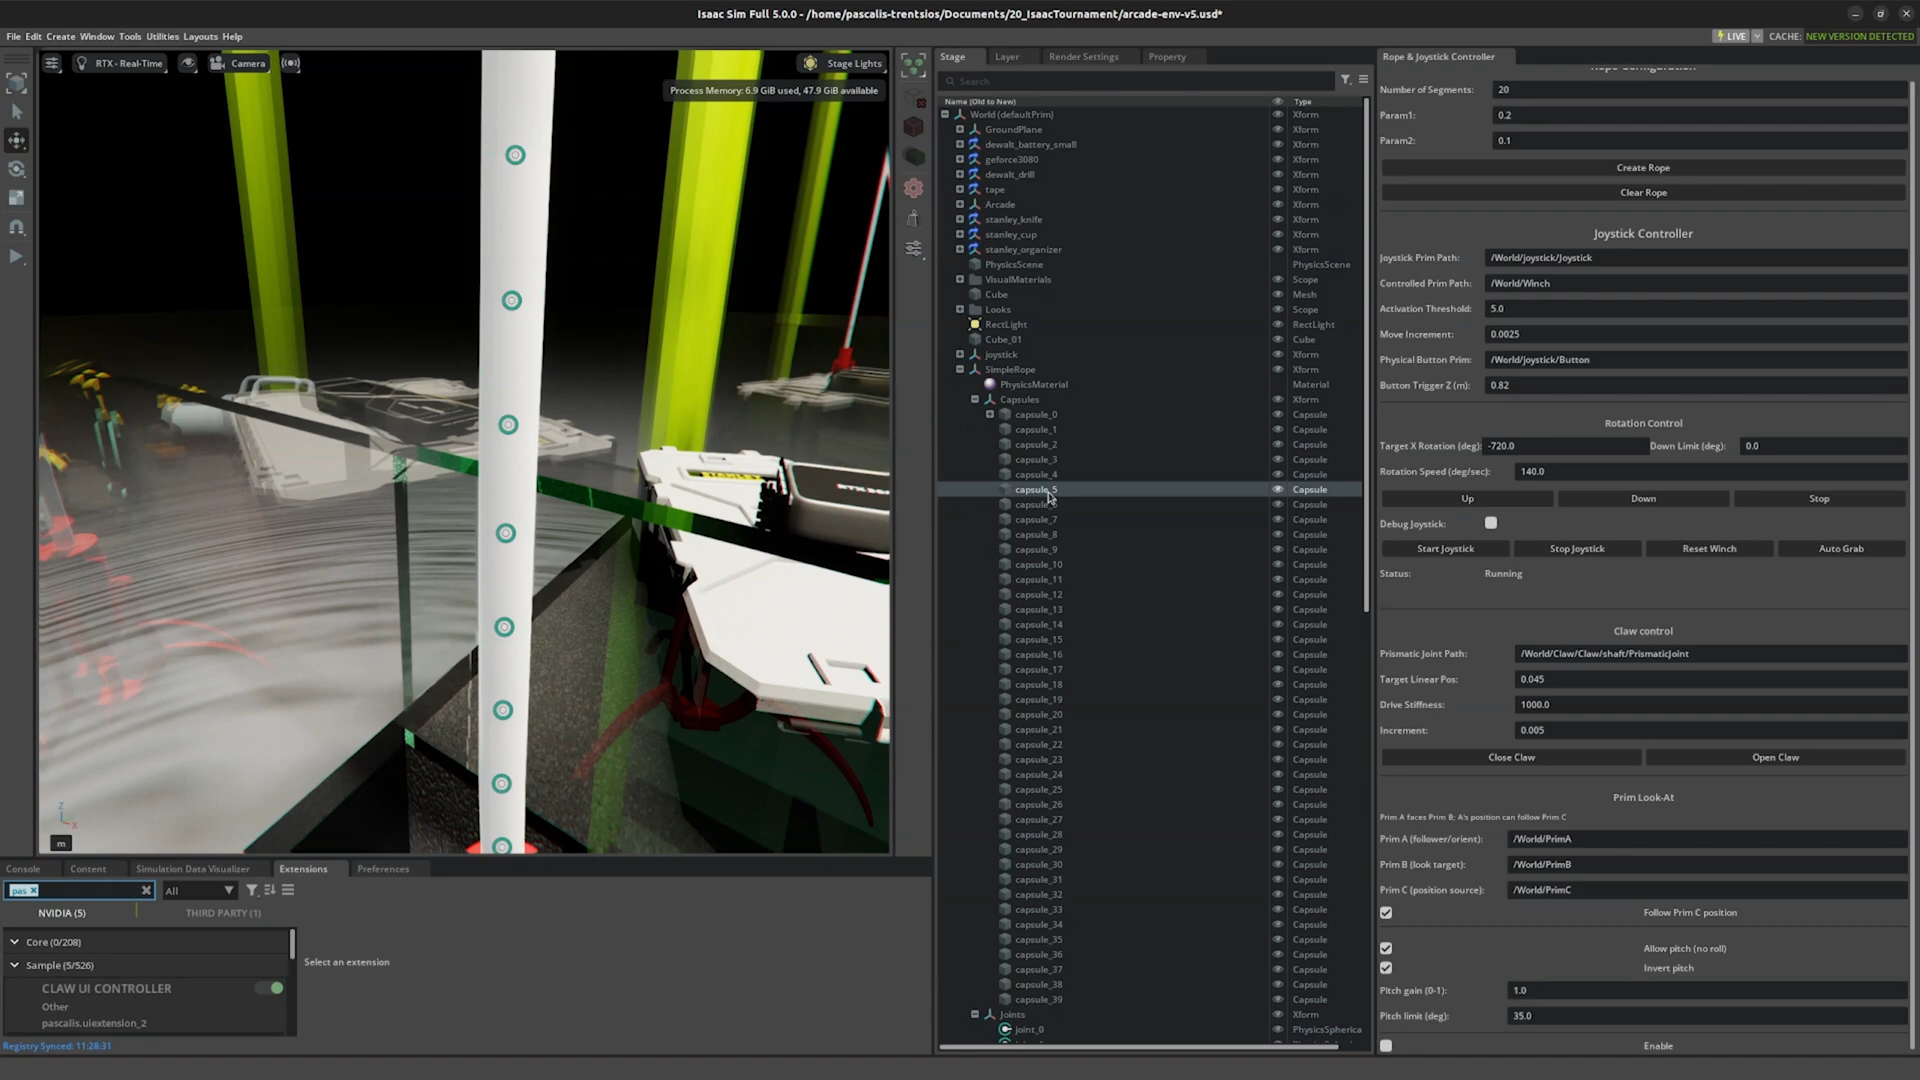 Isaac Sim Full 5.0.0 - /home/pascalis-trentsios/Documents/20_IsaacTournament/arcade-env-v5.usd*
File Edit Create Window Tools Utilities Layouts Help
LIVE
CACHE: NEW VERSION DETECTED
RTX - Real-Time
Camera
Stage Lights
Process Memory: 6.9 GiB used, 47.9 GiB available
Z
X
m
Stage Layer Render Settings Property
Search
Name (Old to New) Type
World (defaultPrim) Xform
GroundPlane Xform
dewalt_battery_small Xform
geforce3080 Xform
dewalt_drill Xform
tape Xform
Arcade Xform
stanley_knife Xform
stanley_cup Xform
stanley_organizer Xform
PhysicsScene PhysicsScene
VisualMaterials Scope
Cube Mesh
Looks Scope
RectLight RectLight
Cube_01 Cube
joystick Xform
SimpleRope Xform
PhysicsMaterial Material
Capsules Xform
capsule_0 Capsule
capsule_1 Capsule
capsule_2 Capsule
capsule_3 Capsule
capsule_4 Capsule
capsule_5 Capsule
capsule_6 Capsule
capsule_7 Capsule
capsule_8 Capsule
capsule_9 Capsule
capsule_10 Capsule
capsule_11 Capsule
capsule_12 Capsule
capsule_13 Capsule
capsule_14 Capsule
capsule_15 Capsule
capsule_16 Capsule
capsule_17 Capsule
capsule_18 Capsule
capsule_19 Capsule
capsule_20 Capsule
capsule_21 Capsule
capsule_22 Capsule
capsule_23 Capsule
capsule_24 Capsule
capsule_25 Capsule
capsule_26 Capsule
capsule_27 Capsule
capsule_28 Capsule
capsule_29 Capsule
capsule_30 Capsule
capsule_31 Capsule
capsule_32 Capsule
capsule_33 Capsule
capsule_34 Capsule
capsule_35 Capsule
capsule_36 Capsule
capsule_37 Capsule
capsule_38 Capsule
capsule_39 Capsule
Joints Xform
joint_0 PhysicsSpherica
Rope & Joystick Controller
Rope Configuration
Number of Segments: 20
Param1: 0.2
Param2: 0.1
Create Rope
Clear Rope
Joystick Controller
Joystick Prim Path: /World/joystick/Joystick
Controlled Prim Path: /World/Winch
Activation Threshold: 5.0
Move Increment: 0.0025
Physical Button Prim: /World/joystick/Button
Button Trigger Z (m): 0.82
Rotation Control
Target X Rotation (deg): -720.0 Down Limit (deg): 0.0
Rotation Speed (deg/sec): 140.0
Up Down Stop
Debug Joystick:
Start Joystick Stop Joystick Reset Winch Auto Grab
Status: Running
Claw control
Prismatic Joint Path: /World/Claw/Claw/shaft/PrismaticJoint
Target Linear Pos: 0.045
Drive Stiffness: 1000.0
Increment: 0.005
Close Claw Open Claw
Prim Look-At
Prim A faces Prim B; A's position can follow Prim C
Prim A (follower/orient): /World/PrimA
Prim B (look target): /World/PrimB
Prim C (position source): /World/PrimC
Follow Prim C position
Allow pitch (no roll)
Invert pitch
Pitch gain (0-1): 1.0
Pitch limit (deg): 35.0
Enable
Console Content Simulation Data Visualizer Extensions Preferences
pas
All
NVIDIA (5) THIRD PARTY (1)
Core (0/208)
Sample (5/526)
CLAW UI CONTROLLER
Other
pascalis.uiextension_2
Select an extension
Registry Synced: 11:28:31